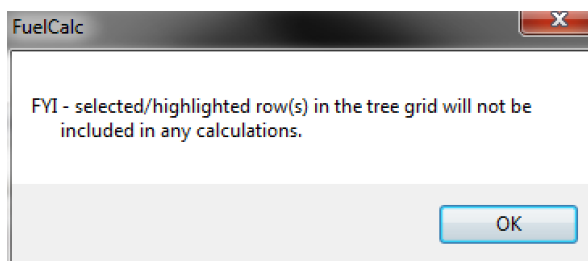 FuelCalc
FYI - selected/highlighted row(s) in the tree grid will not be
included in any calculations.
OK